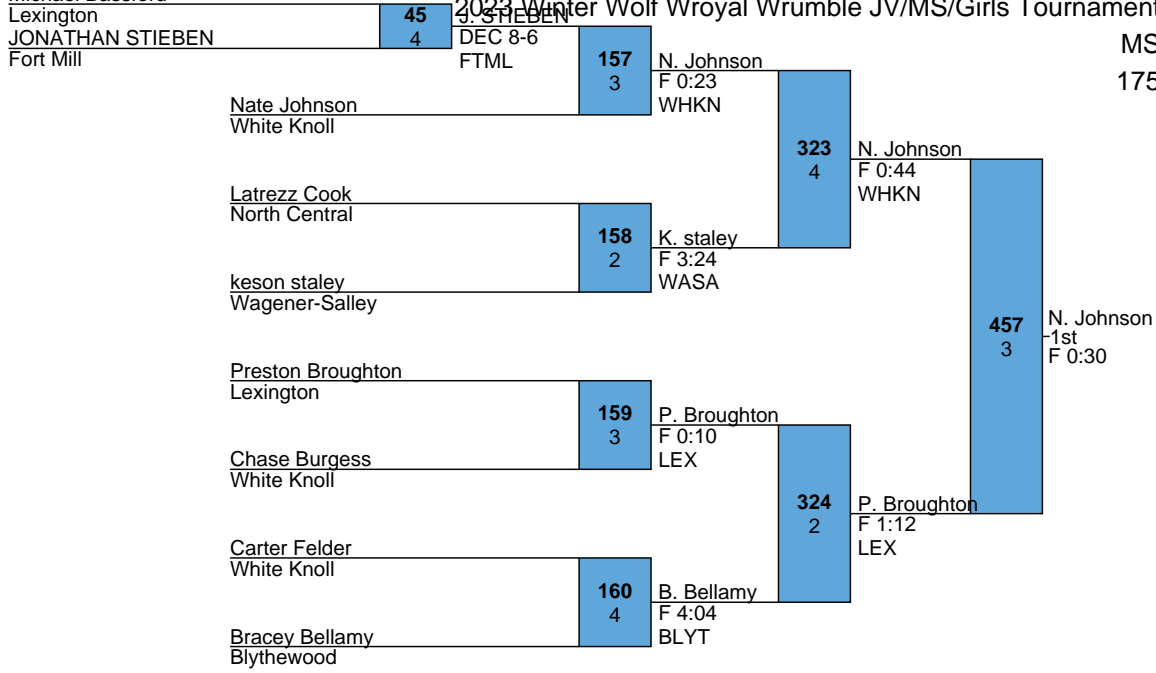 2023 Winter Wolf Wroyal Wrumble JV/MS/Girls Tournament
MS
175
Lexington
JONATHAN STIEBEN
Fort Mill
45
4
J. STIEBEN
DEC 8-6
FTML
Nate Johnson
White Knoll
157
3
N. Johnson
F 0:23
WHKN
Latrezz Cook
North Central
keson staley
Wagener-Salley
158
2
K. staley
F 3:24
WASA
323
4
N. Johnson
F 0:44
WHKN
Preston Broughton
Lexington
Chase Burgess
White Knoll
159
3
P. Broughton
F 0:10
LEX
Carter Felder
White Knoll
Bracey Bellamy
Blythewood
160
4
B. Bellamy
F 4:04
BLYT
324
2
P. Broughton
F 1:12
LEX
457
3
N. Johnson
1st
F 0:30